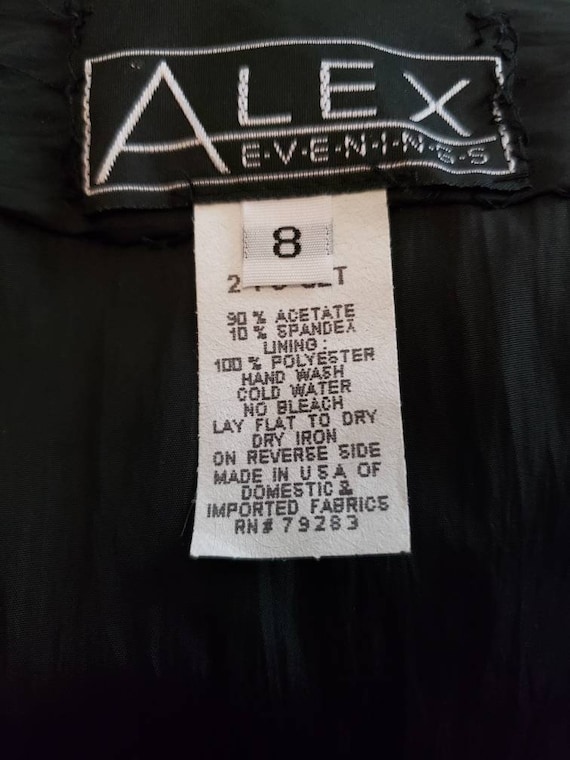 ALEX
E·V·E·N·I·N·G·S
8
90% ACETATE
10% SPANDEX
LINING:
100% POLYESTER
HAND WASH
COLD WATER
NO BLEACH
LAY FLAT TO DRY
DRY IRON
ON REVERSE SIDE
MADE IN USA OF
DOMESTIC &
IMPORTED FABRICS
RN# 79283